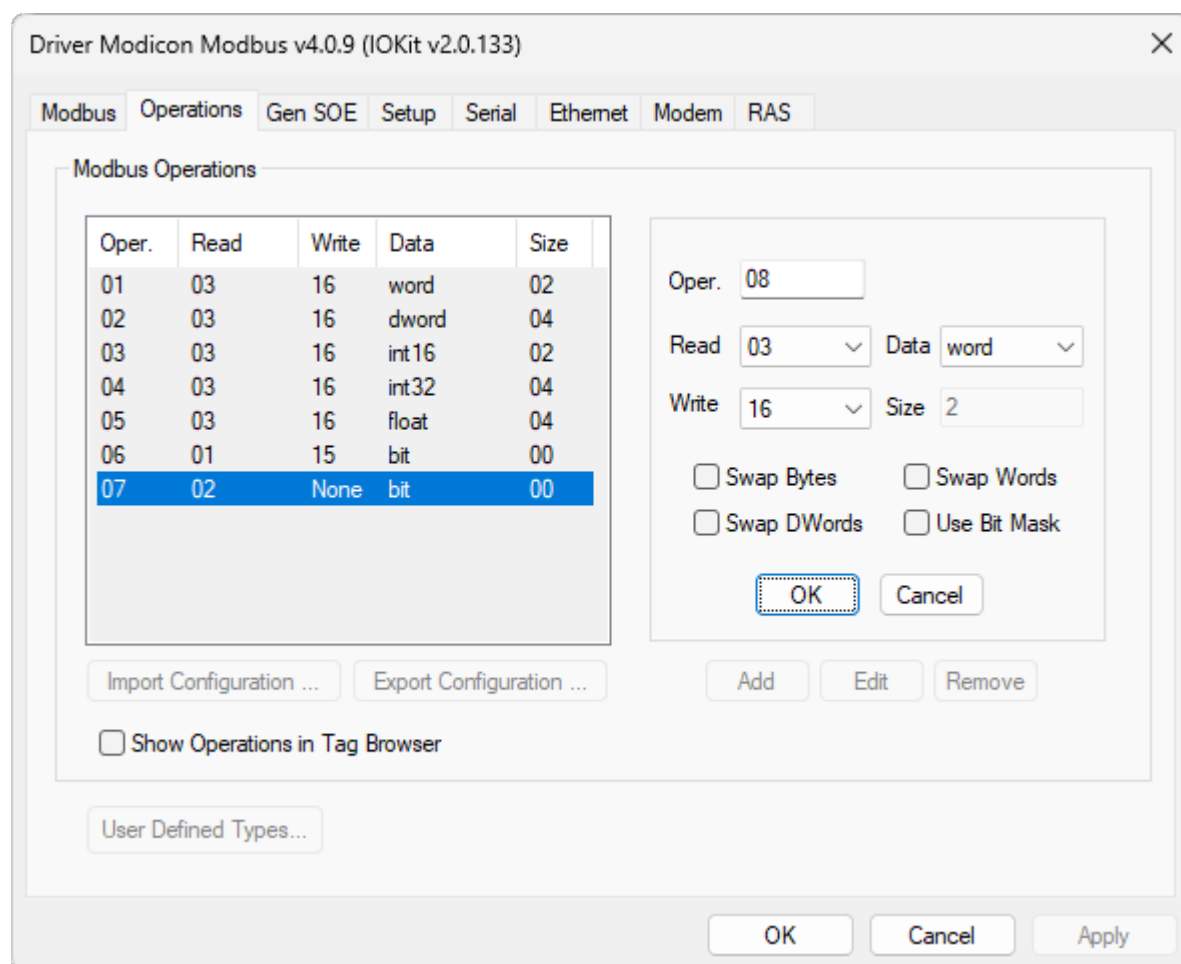 Driver Modicon Modbus v4.0.9 (IOKit v2.0.133)
Modbus Operations Gen SOE Setup Serial Ethernet Modem RAS
Modbus Operations
Oper. Read Write Data Size
01 03 16 word 02
02 03 16 dword 04
03 03 16 int16 02
04 03 16 int32 04
05 03 16 float 04
06 01 15 bit 00
07 02 None bit 00
Oper. 08
Read 03 Data word
Write 16 Size 2
Swap Bytes Swap Words
Swap DWords Use Bit Mask
OK Cancel
Import Configuration ... Export Configuration ... Add Edit Remove
Show Operations in Tag Browser
User Defined Types...
OK Cancel Apply